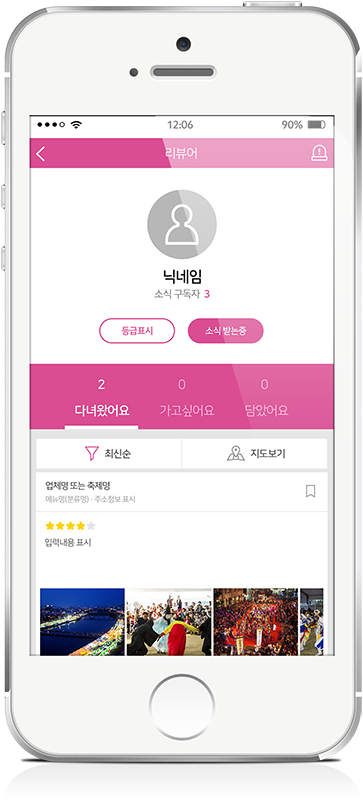 12:06
90%
리뷰어
닉네임
소식 구독자 3
등급표시
소식 받는중
2
0
0
다녀왔어요
가고싶어요
담았어요
최신순
지도보기
업체명 또는 축제명
메뉴명(분류명) · 주소정보 표시
입력내용 표시